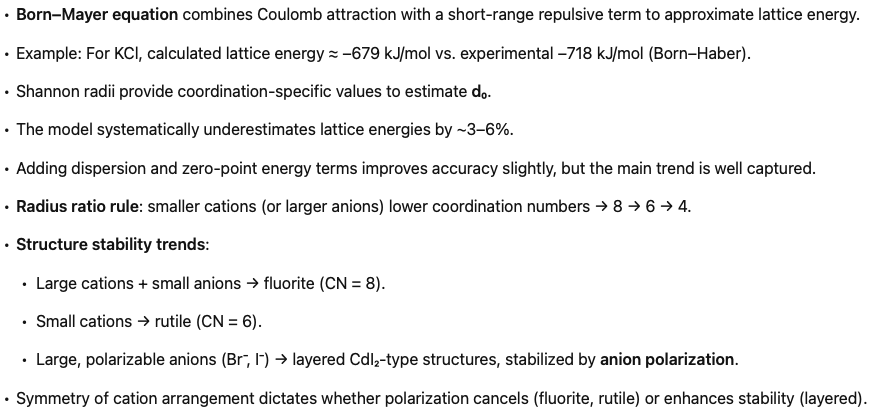 • Born–Mayer equation combines Coulomb attraction with a short-range repulsive term to approximate lattice energy.
• Example: For KCl, calculated lattice energy ≈ –679 kJ/mol vs. experimental –718 kJ/mol (Born–Haber).
• Shannon radii provide coordination-specific values to estimate d₀.
• The model systematically underestimates lattice energies by ~3–6%.
• Adding dispersion and zero-point energy terms improves accuracy slightly, but the main trend is well captured.
• Radius ratio rule: smaller cations (or larger anions) lower coordination numbers → 8 → 6 → 4.
• Structure stability trends:
• Large cations + small anions → fluorite (CN = 8).
• Small cations → rutile (CN = 6).
• Large, polarizable anions (Br⁻, I⁻) → layered CdI₂-type structures, stabilized by anion polarization.
• Symmetry of cation arrangement dictates whether polarization cancels (fluorite, rutile) or enhances stability (layered).